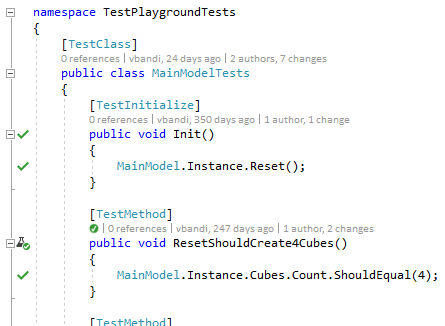 namespace TestPlaygroundTests
{
[TestClass]
0 references | vbandi, 24 days ago | 2 authors, 7 changes
public class MainModelTests
{
[TestInitialize]
0 references | vbandi, 350 days ago | 1 author, 1 change
public void Init()
{
MainModel.Instance.Reset();
}
[TestMethod]
0 references | vbandi, 247 days ago | 1 author, 2 changes
public void ResetShouldCreate4Cubes()
{
MainModel.Instance.Cubes.Count.ShouldEqual(4);
}
[TestMethod]